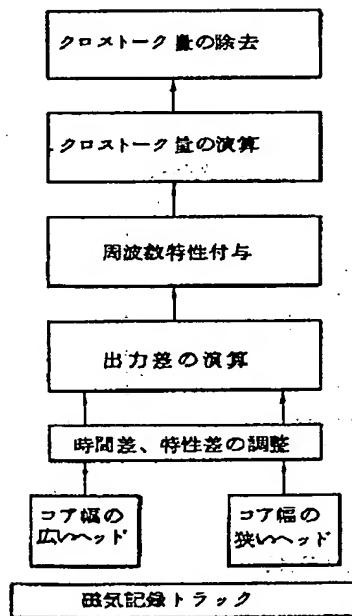 クロストーク量の除去
クロストーク量の演算
周波数特性付与
出力差の演算
時間差、特性差の調整
コア幅の
広いヘッド
コア幅の
狭いヘッド
磁気記録トラック